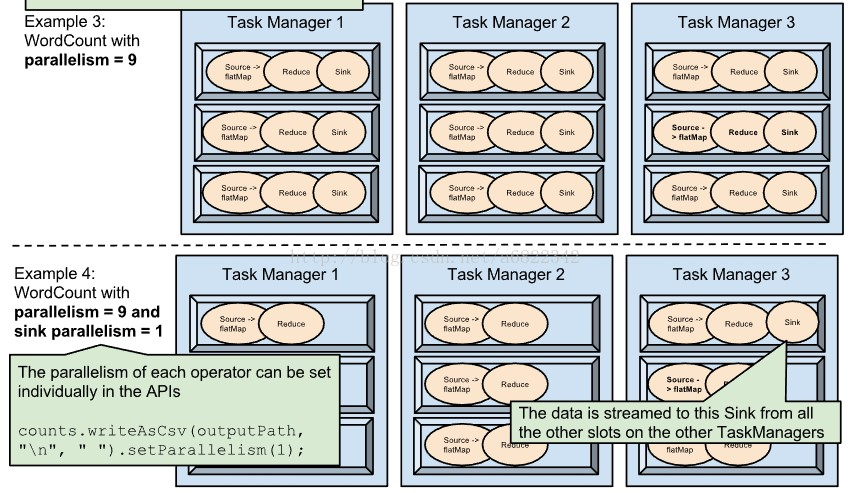 Example 3:
WordCount with
parallelism = 9
Task Manager 1
Source ->
flatMap
Reduce
Sink
Source ->
flatMap
Reduce
Sink
Source ->
flatMap
Reduce
Sink
Task Manager 2
Source ->
flatMap
Reduce
Sink
Source ->
flatMap
Reduce
Sink
Source ->
flatMap
Reduce
Sink
Task Manager 3
Source ->
flatMap
Reduce
Sink
Source -
> flatMap
Reduce
Sink
Source ->
flatMap
Reduce
Sink
http://blog.csdn.net/a6822342
Example 4:
WordCount with
parallelism = 9 and
sink parallelism = 1
The parallelism of each operator can be set
individually in the APIs
counts.writeAsCsv(outputPath,
"\n", " ").setParallelism(1);
Task Manager 1
Source ->
flatMap
Reduce
Task Manager 2
Source ->
flatMap
Reduce
Source ->
flatMap
Reduce
Source ->
flatMap
Task Manager 3
Source ->
flatMap
Reduce
Sink
Source -
> flatMap
The data is streamed to this Sink from all
the other slots on the other TaskManagers
flatMap